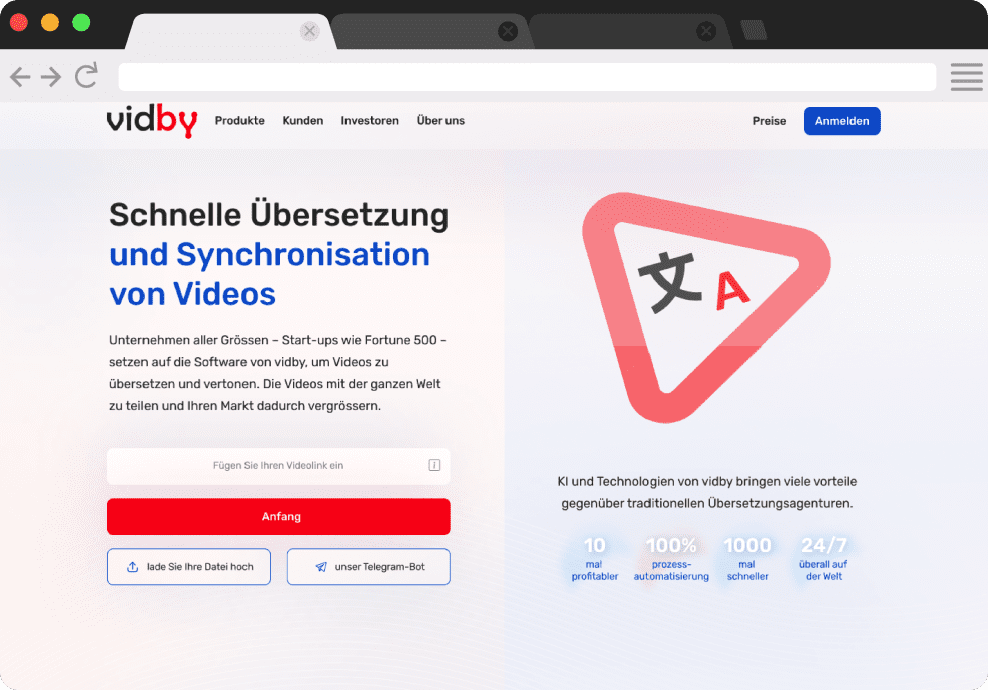 vidby
Produkte Kunden Investoren Über uns
Preise
Anmelden
Schnelle Übersetzung
und Synchronisation
von Videos
Unternehmen aller Grössen – Start-ups wie Fortune 500 –
setzen auf die Software von vidby, um Videos zu
übersetzen und vertonen. Die Videos mit der ganzen Welt
zu teilen und Ihren Markt dadurch vergrössern.
Fügen Sie Ihren Videolink ein
i
Anfang
lade Sie Ihre Datei hoch
unser Telegram-Bot
文 A
KI und Technologien von vidby bringen viele vorteile
gegenüber traditionellen Übersetzungsagenturen.
10
mal
profitabler
100%
prozess-
automatisierung
1000
mal
schneller
24/7
überall auf
der Welt